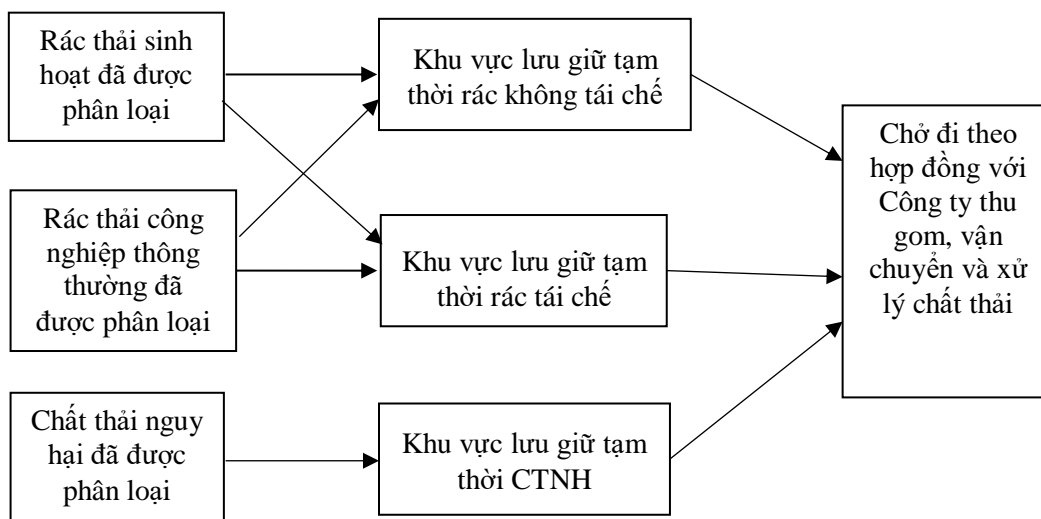 Rác thải sinh
hoạt đã được
phân loại
Khu vực lưu giữ tạm
thời rác không tái chế
Chở đi theo
hợp đồng với
Công ty thu
gom, vận
chuyển và xử
lý chất thải
Rác thải công
nghiệp thông
thường đã
được phân loại
Khu vực lưu giữ tạm
thời rác tái chế
Chất thải nguy
hại đã được
phân loại
Khu vực lưu giữ tạm
thời CTNH